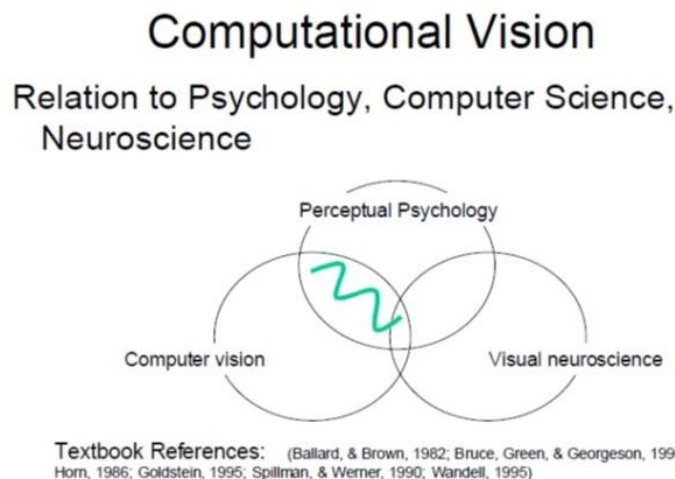 Computational Vision
Relation to Psychology, Computer Science,
Neuroscience
Perceptual Psychology
Computer vision
Visual neuroscience
Textbook References: (Ballard, & Brown, 1982; Bruce, Green, & Georgeson, 199
Horn, 1986; Goldstein, 1995; Spillman, & Werner, 1990; Wandell, 1995)